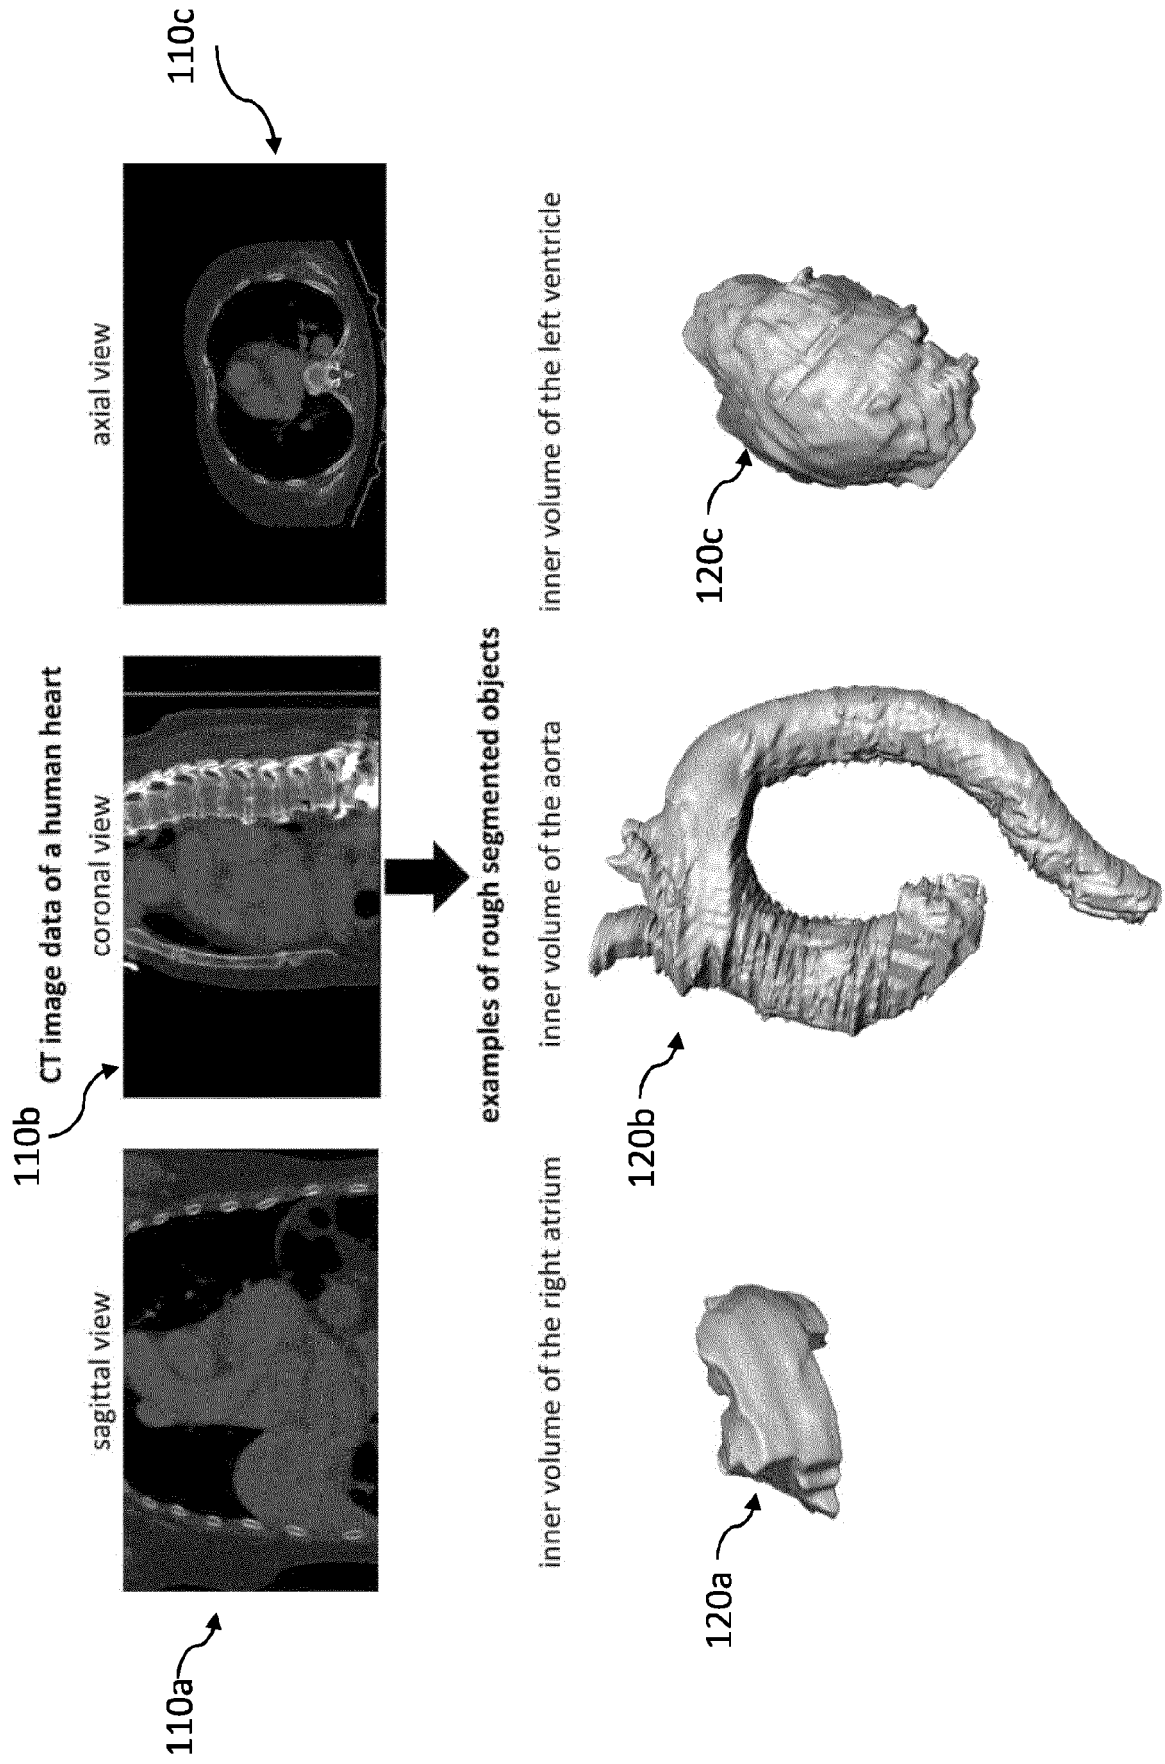 CT image data of a human heart
110b
sagittal view
coronal view
axial view
110a
110c
examples of rough segmented objects
inner volume of the right atrium
inner volume of the aorta
inner volume of the left ventricle
120a
120b
120c